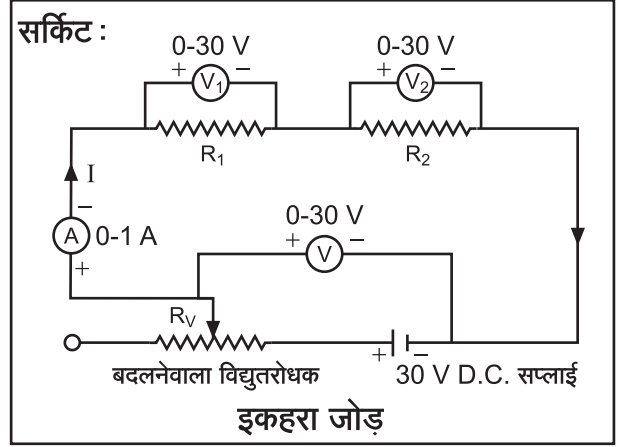 सर्किट :
0-30 V 0-30 V
+ V1 − + V2 −
R1 R2
I
−
A 0-1 A
+
0-30 V
+ V −
RV
+ −
बदलनेवाला विद्युतरोधक 30 V D.C. सप्लाई
इकहरा जोड़